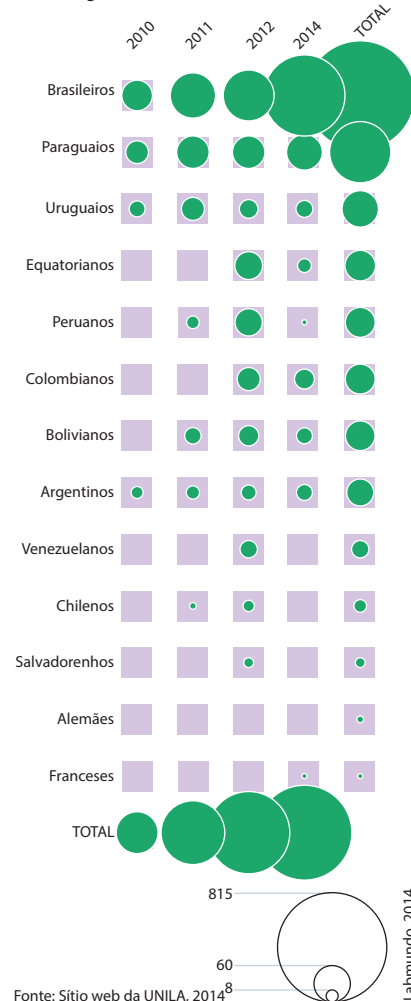 2010 2011 2012 2014 TOTAL
Brasileiros
Paraguaios
Uruguaios
Equatorianos
Peruanos
Colombianos
Bolivianos
Argentinos
Venezuelanos
Chilenos
Salvadorenhos
Alemães
Franceses
TOTAL
815
60
8
Fonte: Sítio web da UNILA, 2014
abmundo, 2014